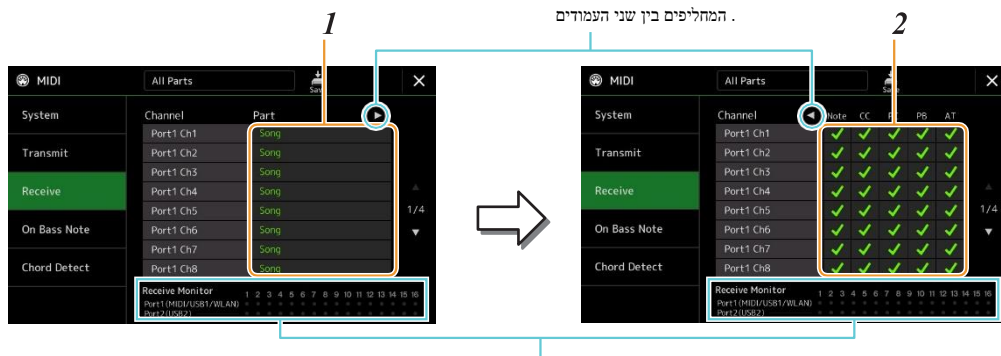 המחליפים בין שני העמודים .
1
2
MIDI
All Parts
Save
×
System
Transmit
Receive
On Bass Note
Chord Detect
Channel Part ▶
Port1 Ch1 Song
Port1 Ch2 Song
Port1 Ch3 Song
Port1 Ch4 Song
Port1 Ch5 Song
Port1 Ch6 Song
Port1 Ch7 Song
Port1 Ch8 Song
▲
1/4
▼
Receive Monitor 1 2 3 4 5 6 7 8 9 10 11 12 13 14 15 16
Port1(MIDI/USB1/WLAN)
Port2(USB2)
MIDI
All Parts
Save
×
System
Transmit
Receive
On Bass Note
Chord Detect
Channel ◀ Note CC PB AT
Port1 Ch1 ✓ ✓ ✓ ✓ ✓
Port1 Ch2 ✓ ✓ ✓ ✓ ✓
Port1 Ch3 ✓ ✓ ✓ ✓ ✓
Port1 Ch4 ✓ ✓ ✓ ✓ ✓
Port1 Ch5 ✓ ✓ ✓ ✓ ✓
Port1 Ch6 ✓ ✓ ✓ ✓ ✓
Port1 Ch7 ✓ ✓ ✓ ✓ ✓
Port1 Ch8 ✓ ✓ ✓ ✓ ✓
▲
1/4
▼
Receive Monitor 1 2 3 4 5 6 7 8 9 10 11 12 13 14 15 16
Port1(MIDI/USB1/WLAN)
Port2(USB2)